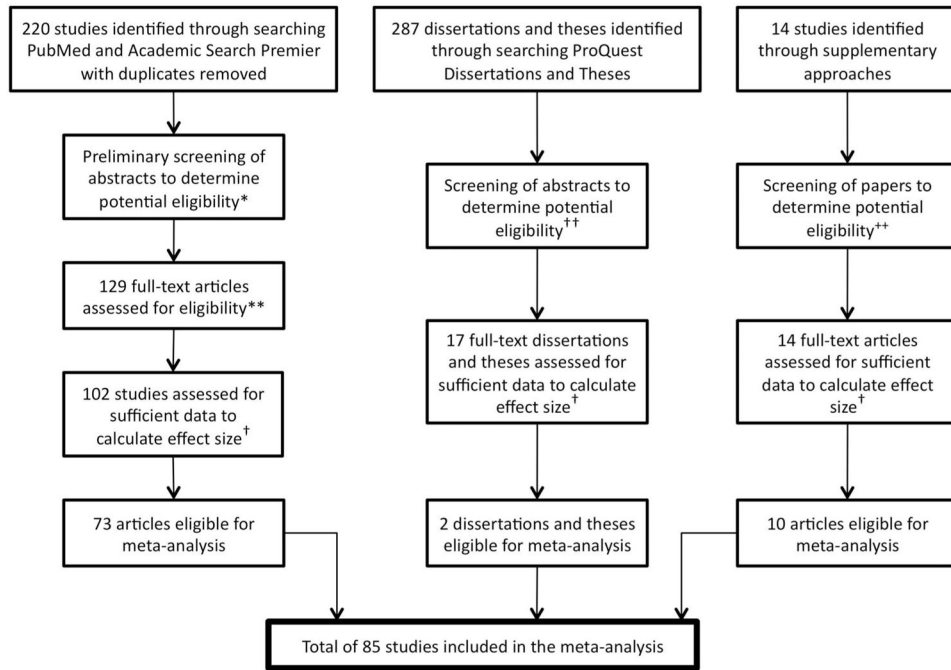 220 studies identified through searching
PubMed and Academic Search Premier
with duplicates removed
Preliminary screening of
abstracts to determine
potential eligibility*
129 full-text articles
assessed for eligibility**
102 studies assessed for
sufficient data to
calculate effect size†
73 articles eligible for
meta-analysis
287 dissertations and theses identified
through searching ProQuest
Dissertations and Theses
Screening of abstracts to
determine potential
eligibility††
17 full-text dissertations
and theses assessed for
sufficient data to calculate
effect size†
2 dissertations and theses
eligible for meta-analysis
14 studies identified
through supplementary
approaches
Screening of papers to
determine potential
eligibility⁺⁺
14 full-text articles
assessed for sufficient
data to calculate effect
size†
10 articles eligible for
meta-analysis
Total of 85 studies included in the meta-analysis